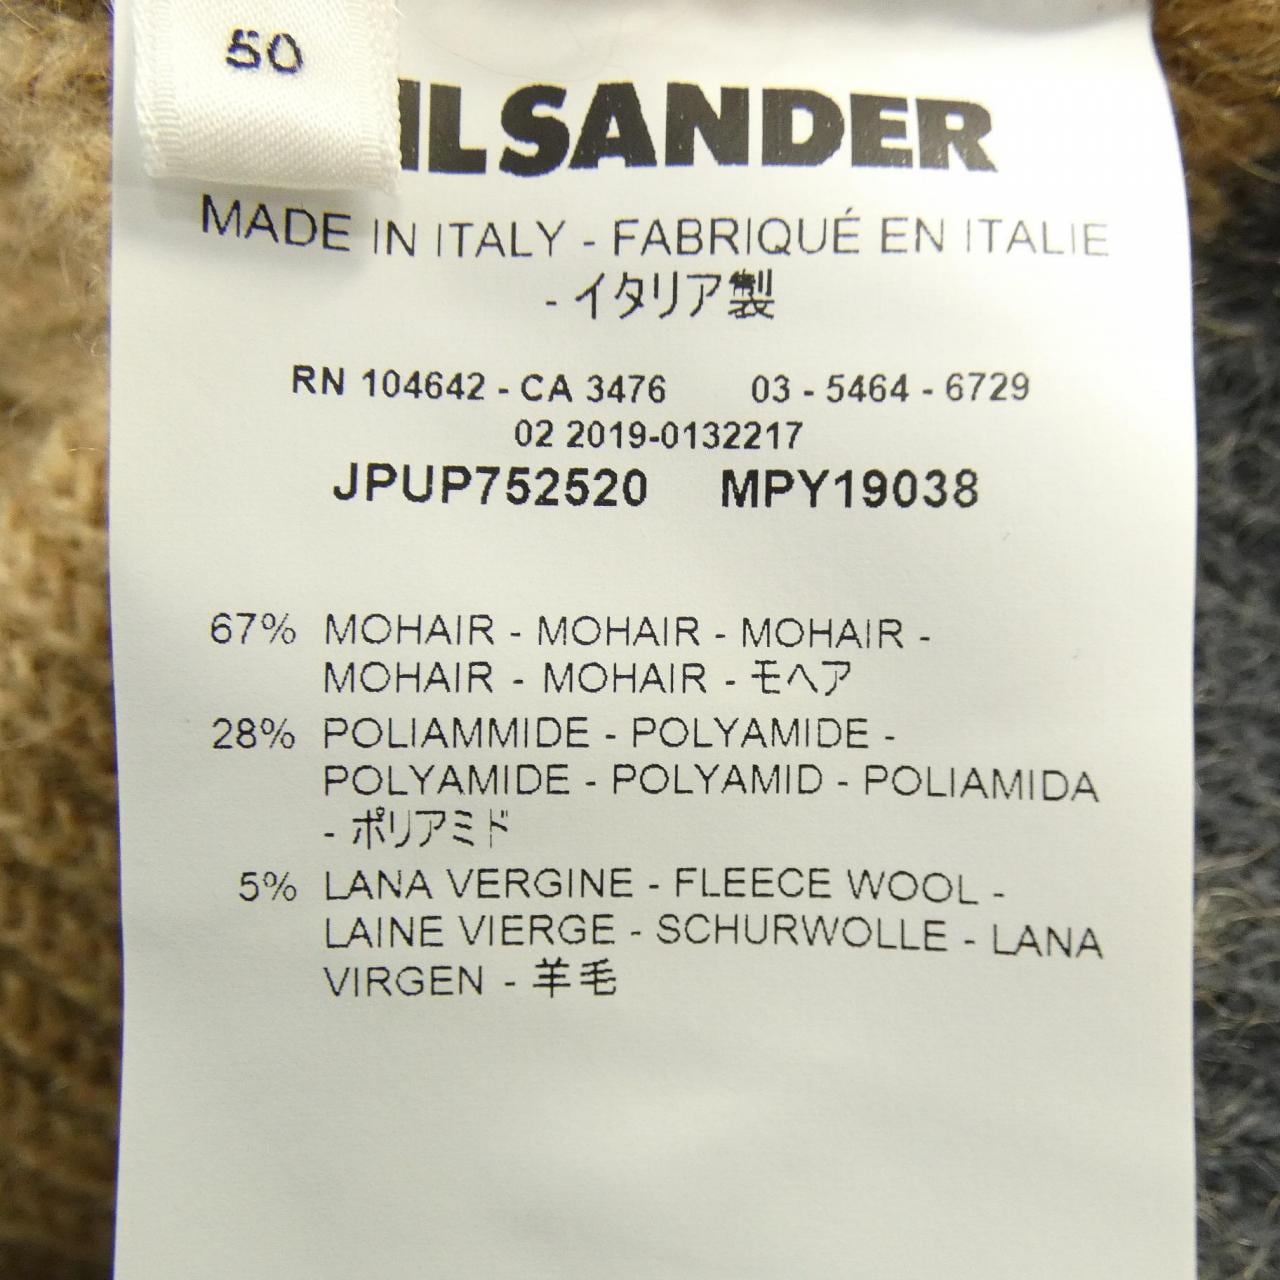 50
ILSANDER
MADE IN ITALY - FABRIQUÉ EN ITALIE
- イタリア製
RN 104642 - CA 3476 03 - 5464 - 6729
02 2019-0132217
JPUP752520 MPY19038
67% MOHAIR - MOHAIR - MOHAIR -
MOHAIR - MOHAIR - モヘア
28% POLIAMMIDE - POLYAMIDE -
POLYAMIDE - POLYAMID - POLIAMIDA
- ポリアミド
5% LANA VERGINE - FLEECE WOOL -
LAINE VIERGE - SCHURWOLLE - LANA
VIRGEN - 羊毛